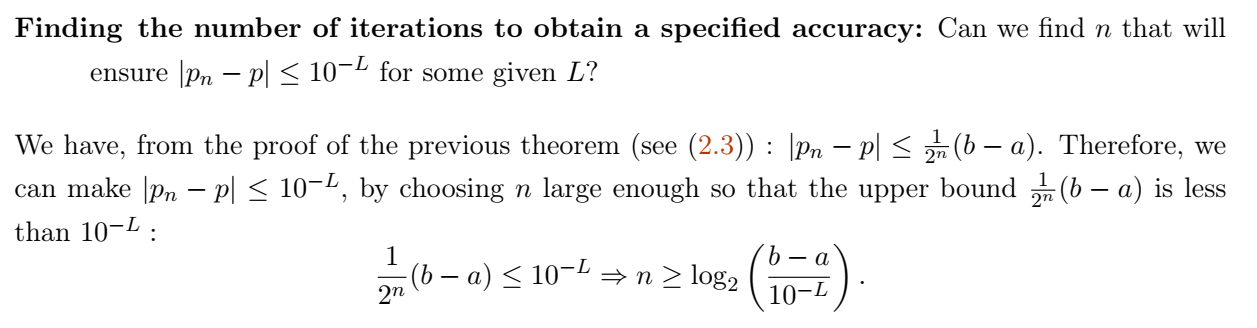 Finding the number of iterations to obtain a specified accuracy: Can we find n that will
ensure |pₙ − p| ≤ 10⁻ᴸ for some given L?
We have, from the proof of the previous theorem (see (2.3)) : |pₙ − p| ≤ 1/2ⁿ (b − a). Therefore, we
can make |pₙ − p| ≤ 10⁻ᴸ, by choosing n large enough so that the upper bound 1/2ⁿ (b − a) is less
than 10⁻ᴸ :
1/2ⁿ (b − a) ≤ 10⁻ᴸ ⇒ n ≥ log₂ ((b − a)/10⁻ᴸ).